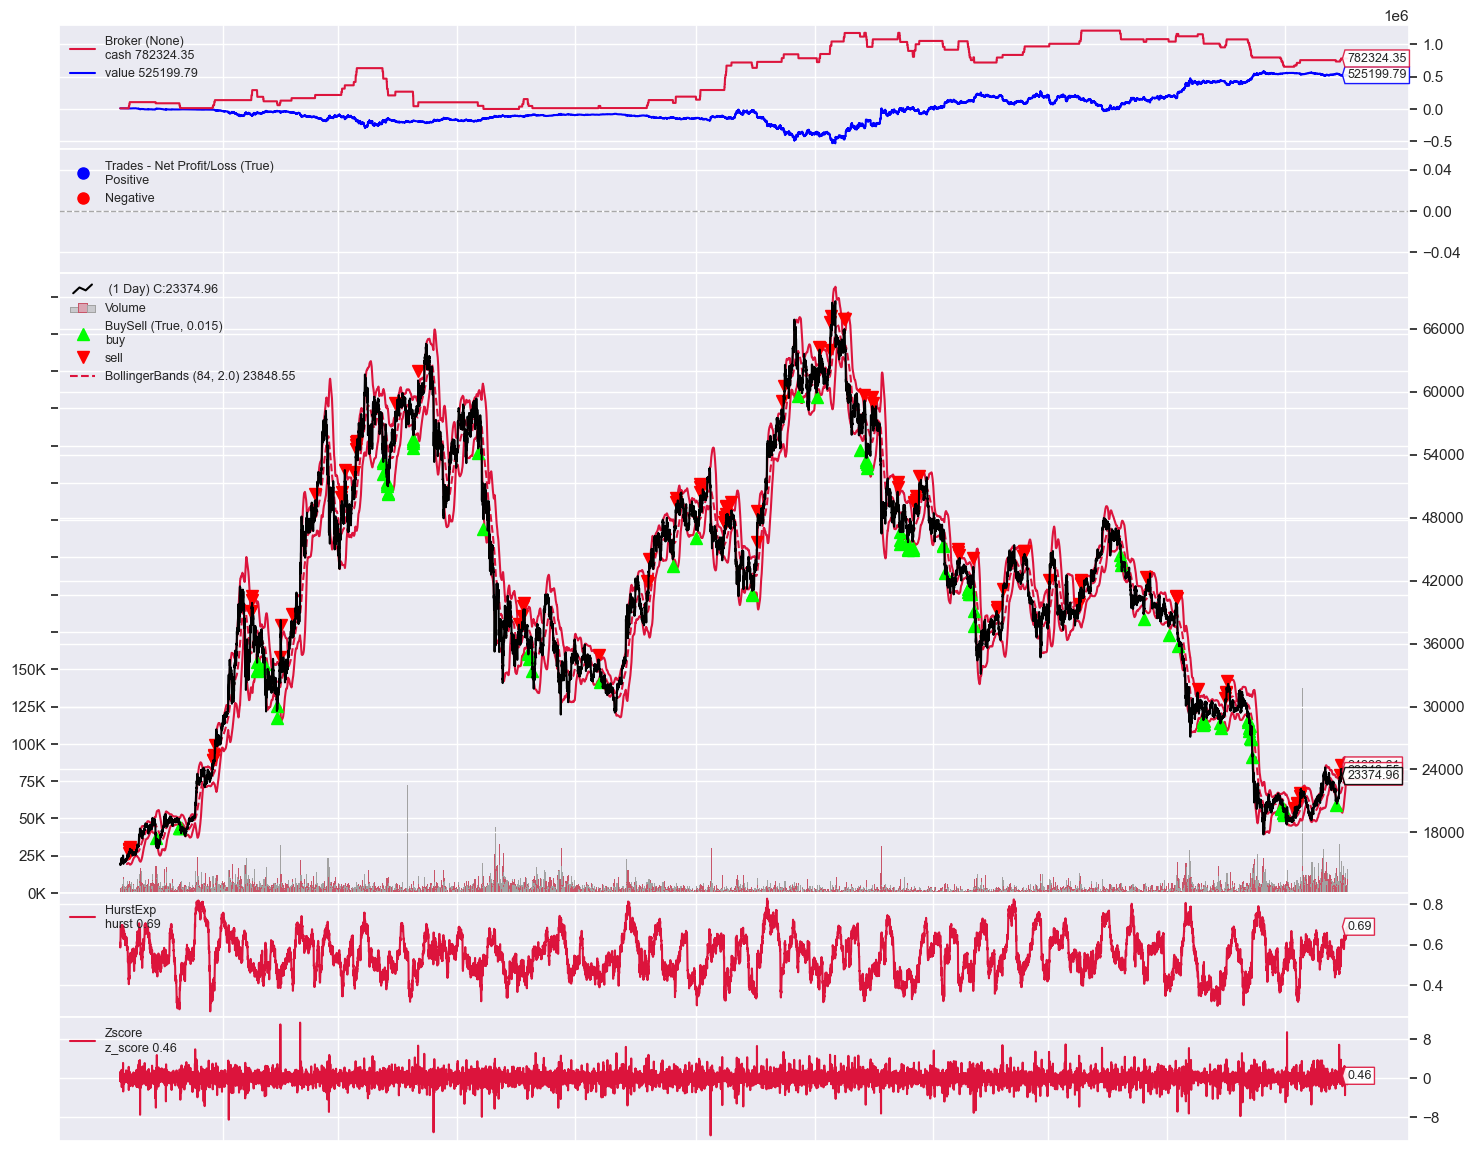 1e6
Broker (None)
cash 782324.35
value 525199.79
1.0
0.5
0.0
−0.5
782324.35
525199.79
Trades - Net Profit/Loss (True)
Positive
Negative
0.04
0.00
−0.04
(1 Day) C:23374.96
Volume
BuySell (True, 0.015)
buy
sell
BollingerBands (84, 2.0) 23848.55
66000
60000
54000
48000
42000
36000
30000
24000
18000
150K
125K
100K
75K
50K
25K
0K
23374.96
HurstExp
hurst 0.69
0.8
0.6
0.4
0.69
Zscore
z_score 0.46
8
0
−8
0.46